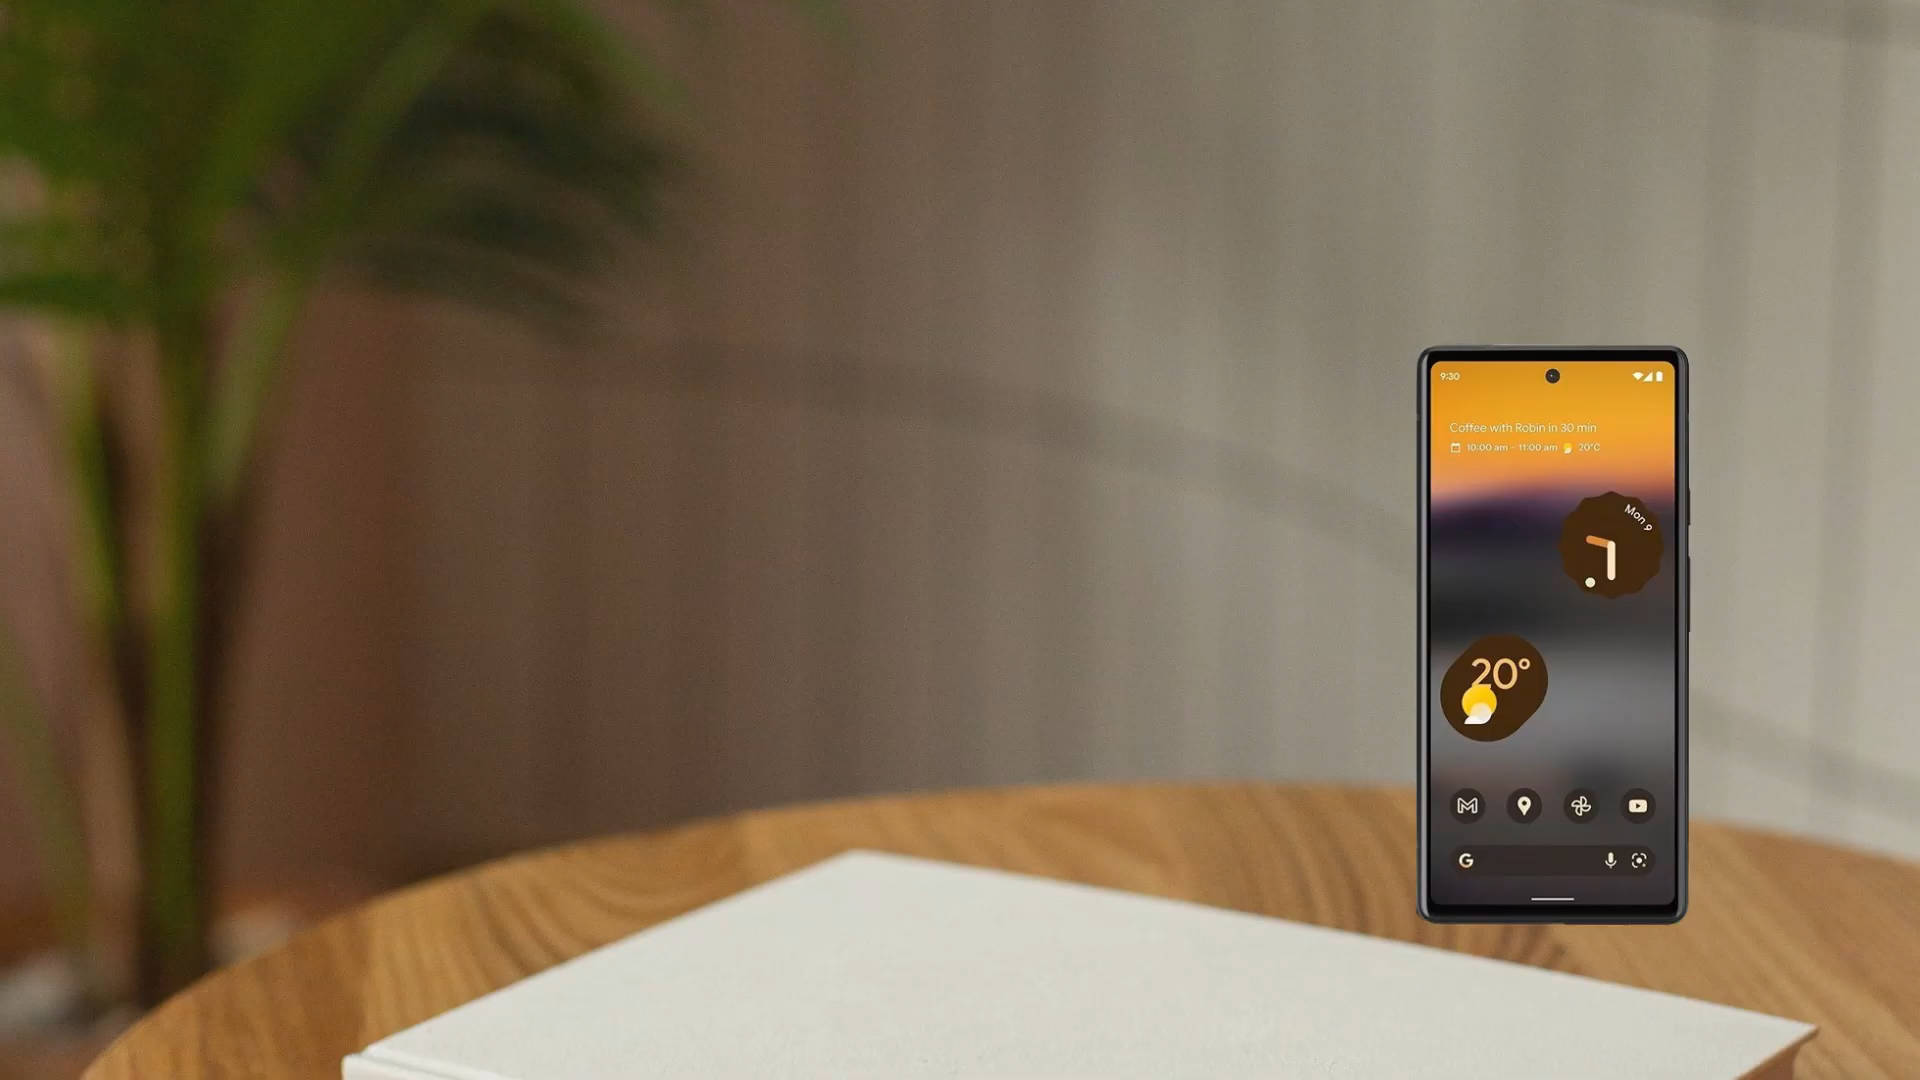 9:30
Coffee with Robin in 30 min
10:00 am – 11:00 am 20°C
Mon 9
20°
G